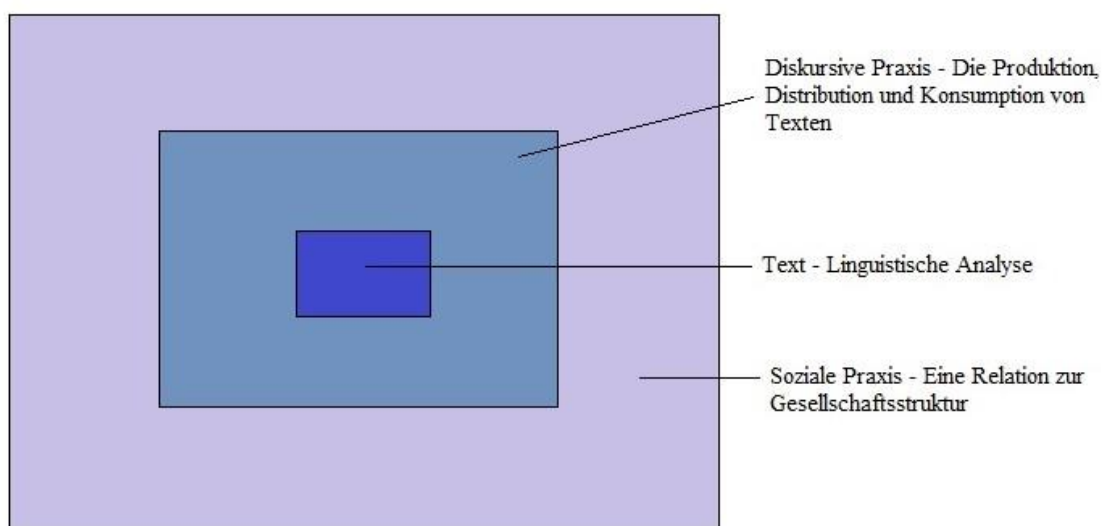 Diskursive Praxis - Die Produktion,
Distribution und Konsumption von
Texten
Text - Linguistische Analyse
Soziale Praxis - Eine Relation zur
Gesellschaftsstruktur